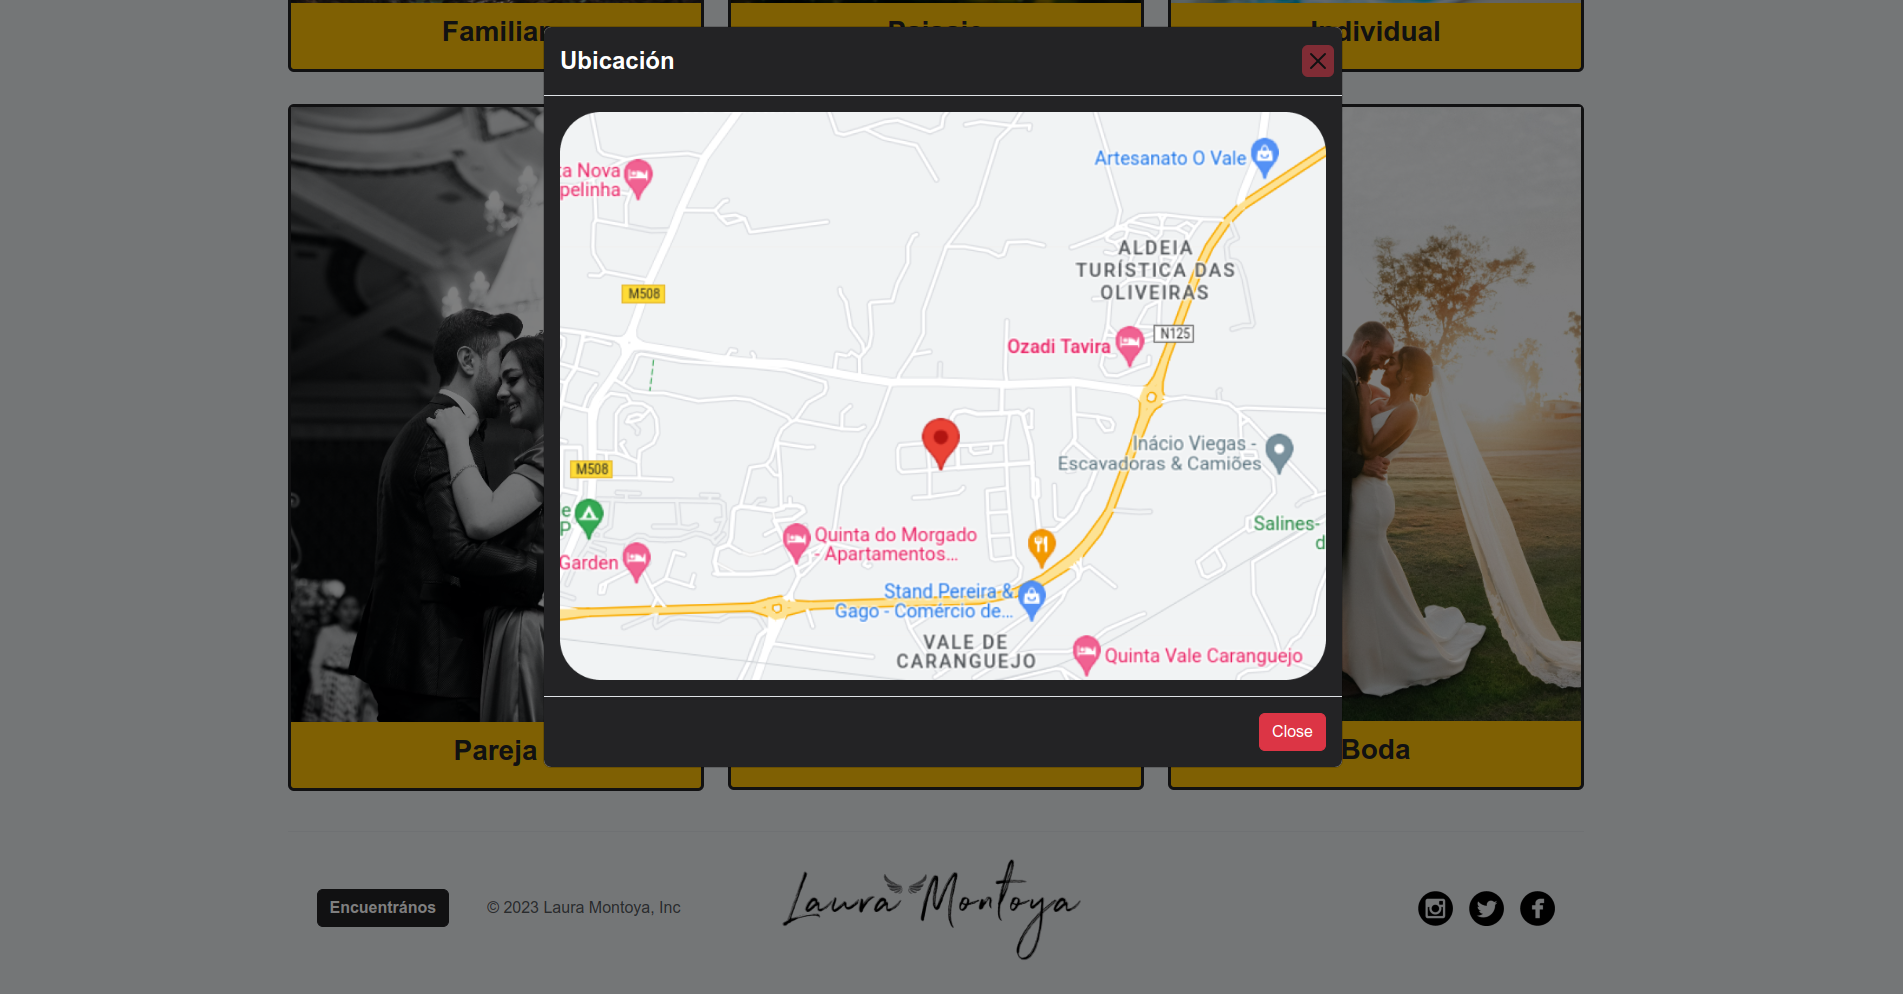 Familiar
Individual
Ubicación
ta Nova
pelinha
Artesanato O Vale
ALDEIA
TURÍSTICA DAS
OLIVEIRAS
M508
N125
Ozadi Tavira
Inácio Viegas -
Escavadoras & Camiões
M508
e
P
Salines-
d
Quinta do Morgado
- Apartamentos...
Garden
Stand Pereira &
Gago - Comércio de...
VALE DE
CARANGUEJO
Quinta Vale Caranguejo
Close
Pareja
Boda
Encuentrános
© 2023 Laura Montoya, Inc
Laura Montoya